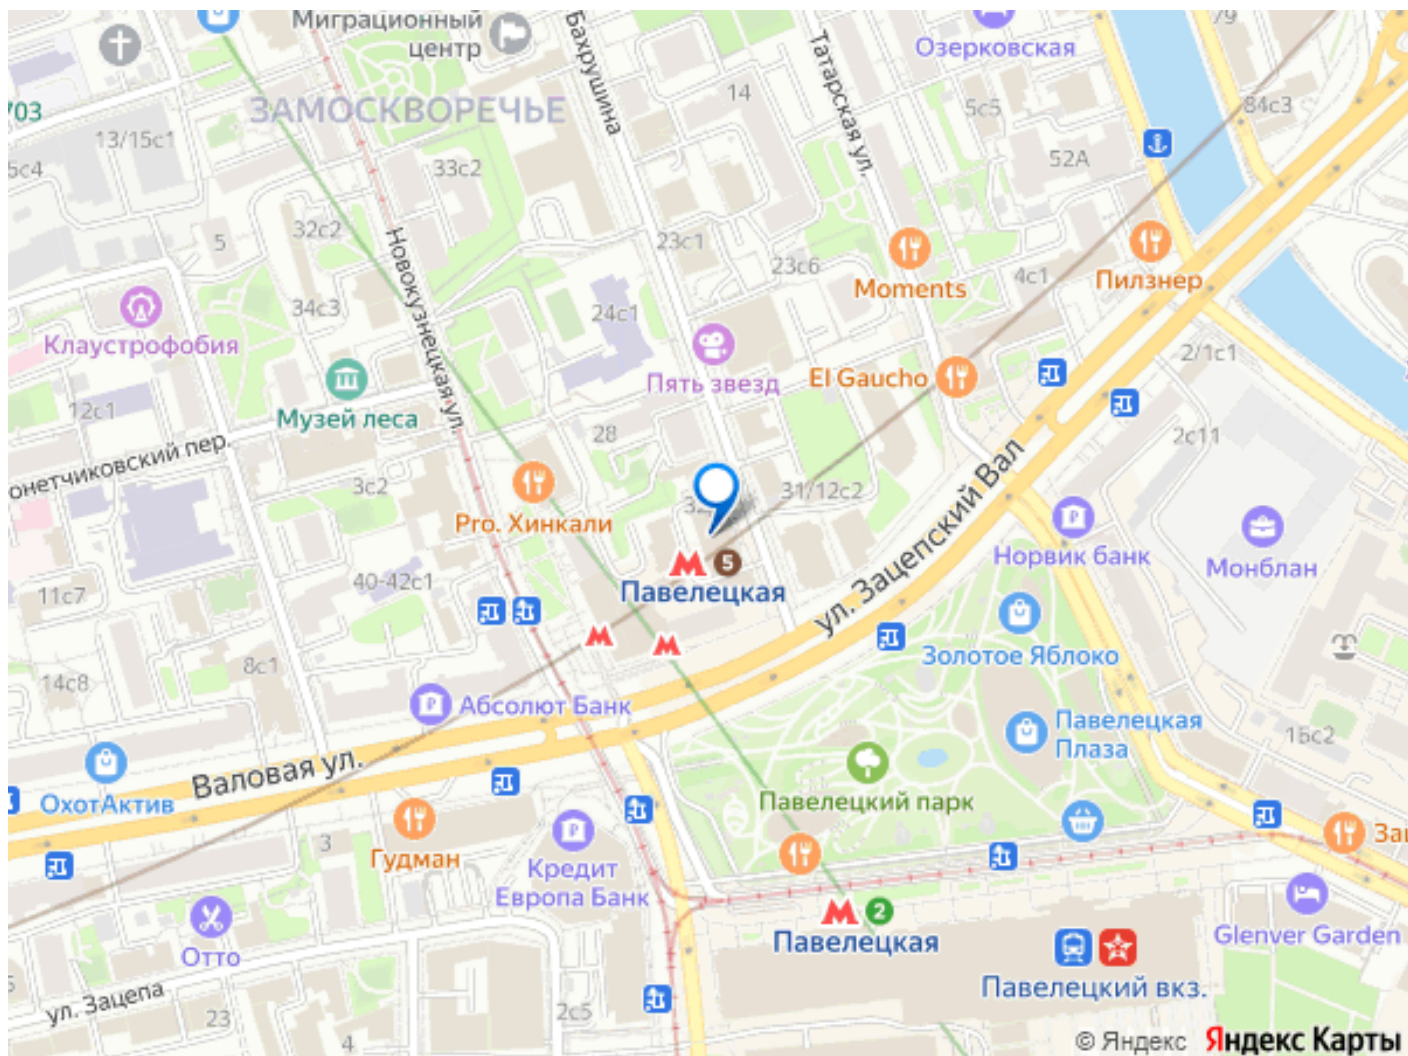 Миграционный
центр
Бахрушина
Татарская ул.
Озерковская
79
703
ЗАМОСКВОРЕЧЬЕ
14
5с5
84с3
13/15с1
33с2
52А
5с4
5
32с2
Новокузнецкая ул.
23с1
23с6
Moments
4с1
Пилзнер
34с3
24с1
Клаустрофобия
2/1с1
Пять звезд
El Gaucho
12с1
Музей леса
28
2с11
онетчиковский пер.
3с2
Pro. Хинкали
31/12с2
ул. Зацепский Вал
Норвик банк
Монблан
5
Павелецкая
11с7
40-42с1
8с1
14с8
Золотое Яблоко
Абсолют Банк
Павелецкая
Плаза
15с2
Валовая ул.
ОхотАктив
Павелецкий парк
3
Гудман
Кредит
Европа Банк
2
Павелецкая
Glenver Garden
Отто
Павелецкий вкз.
ул. Зацепа
23
2с5
4
© Яндекс Яндекс Карты